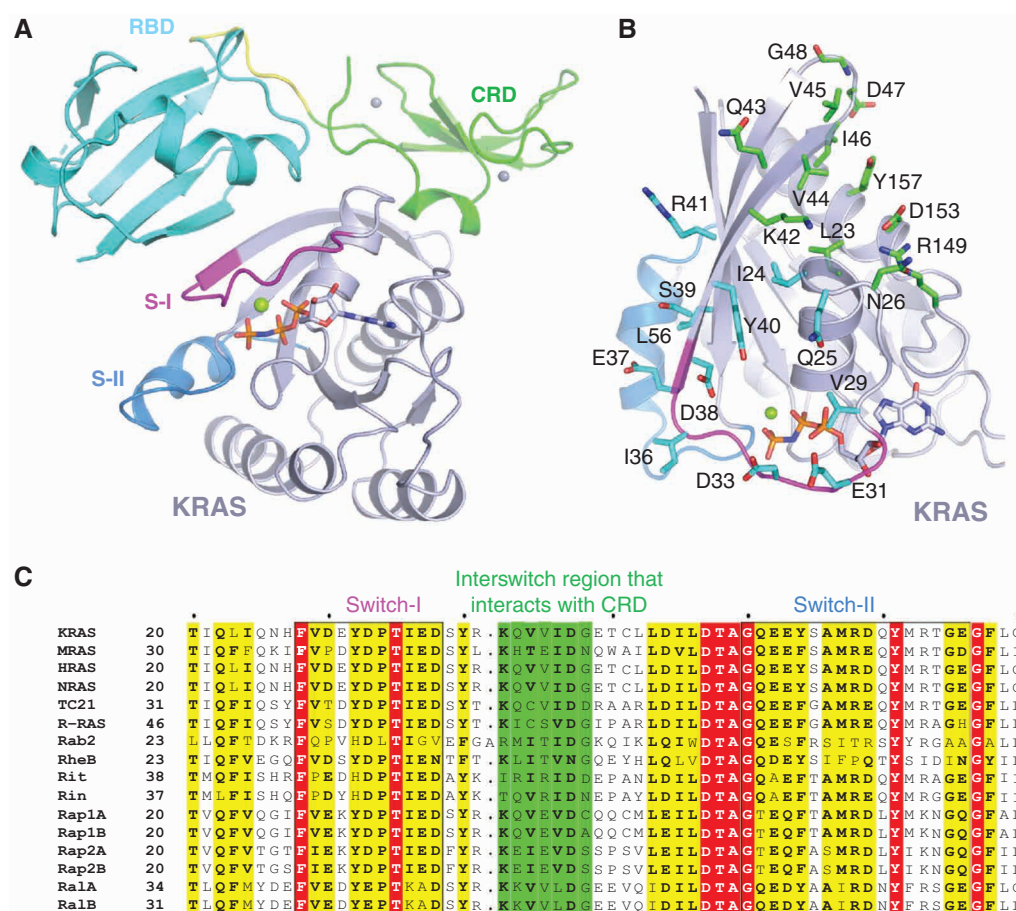 A
RBD
CRD
S-I
S-II
KRAS
B
G48
V45
D47
Q43
I46
Y157
V44
R41
D153
K42
L23
R149
I24
N26
S39
L56
Y40
Q25
E37
V29
D38
I36
D33
E31
KRAS
C
Interswitch region that
interacts with CRD
Switch-I
Switch-II
KRAS 20 TIQLIQNHFVDEYDPTIEDSYR.KQVVIDGETCLLDILDTAGQEEYSAMRDQYMRTGEGFL
MRAS 30 TIQFFQKIFVPDYDPTIEDSYL.KHTEIDNQWAILDVLDTAGQEEFSAMREQYMRTGDGFL
HRAS 20 TIQLIQNHFVDEYDPTIEDSYR.KQVVIDGETCLLDILDTAGQEEYSAMRDQYMRTGEGFL
NRAS 20 TIQLIQNHFVDEYDPTIEDSYR.KQVVIDGETCLLDILDTAGQEEYSAMRDQYMRTGEGFL
TC21 31 TIQFIQSYFVTDYDPTIEDSYT.KQCVIDDRAARLDILDTAGQEEFGAMREQYMRTGEGFL
R-RAS 46 TIQFIQSYFVSDYDPTIEDSYT.KICSVDGIPARLDILDTAGQEEFGAMREQYMRAGHGFL
Rab2 23 LLQFTDKRFQPVHDLTIGVEFGARMITIDGKQIKLQIWDTAGQESFRSITRSYYRGAAGAL
RheB 23 TIQFVEGQFVDSYDPTIENTFT.KLITVNGQEYHLQLVDTAGQDEYSIFPQTYSIDINGYI
Rit 38 TMQFISHRFPEDHDPTIEDAYK.IRIRIDDEPANLDILDTAGQAEFTAMRDQYMRAGEGFI
Rin 37 TMLFISHQFPDYHDPTIEDAYK.TQVRIDNEPAYLDILDTAGQAEFTAMREQYMRGGEGFI
Rap1A 20 TVQFVQGIFVEKYDPTIEDSYR.KQVEVDCQQCMLEILDTAGTEQFTAMRDLYMKNGQGFA
Rap1B 20 TVQFVQGIFVEKYDPTIEDSYR.KQVEVDAQQCMLEILDTAGTEQFTAMRDLYMKNGQGFA
Rap2A 20 TVQFVTGTFIEKYDPTIEDFYR.KEIEVDSSPSVLEILDTAGTEQFASMRDLYIKNGQGFI
Rap2B 20 TVQFVTGSFIEKYDPTIEDFYR.KEIEVDSSPSVLEILDTAGTEQFASMRDLYIKNGQGFI
RalA 34 TLQFMYDEFVEDYEPTKADSYR.KKVVLDGEEVQIDILDTAGQEDYAAIRDNYFRSGEGFL
RalB 31 TLQFMYDEFVEDYEPTKADSYR.KKVVLDGEEVQIDILDTAGQEDYAAIRDNYFRSGEGFL